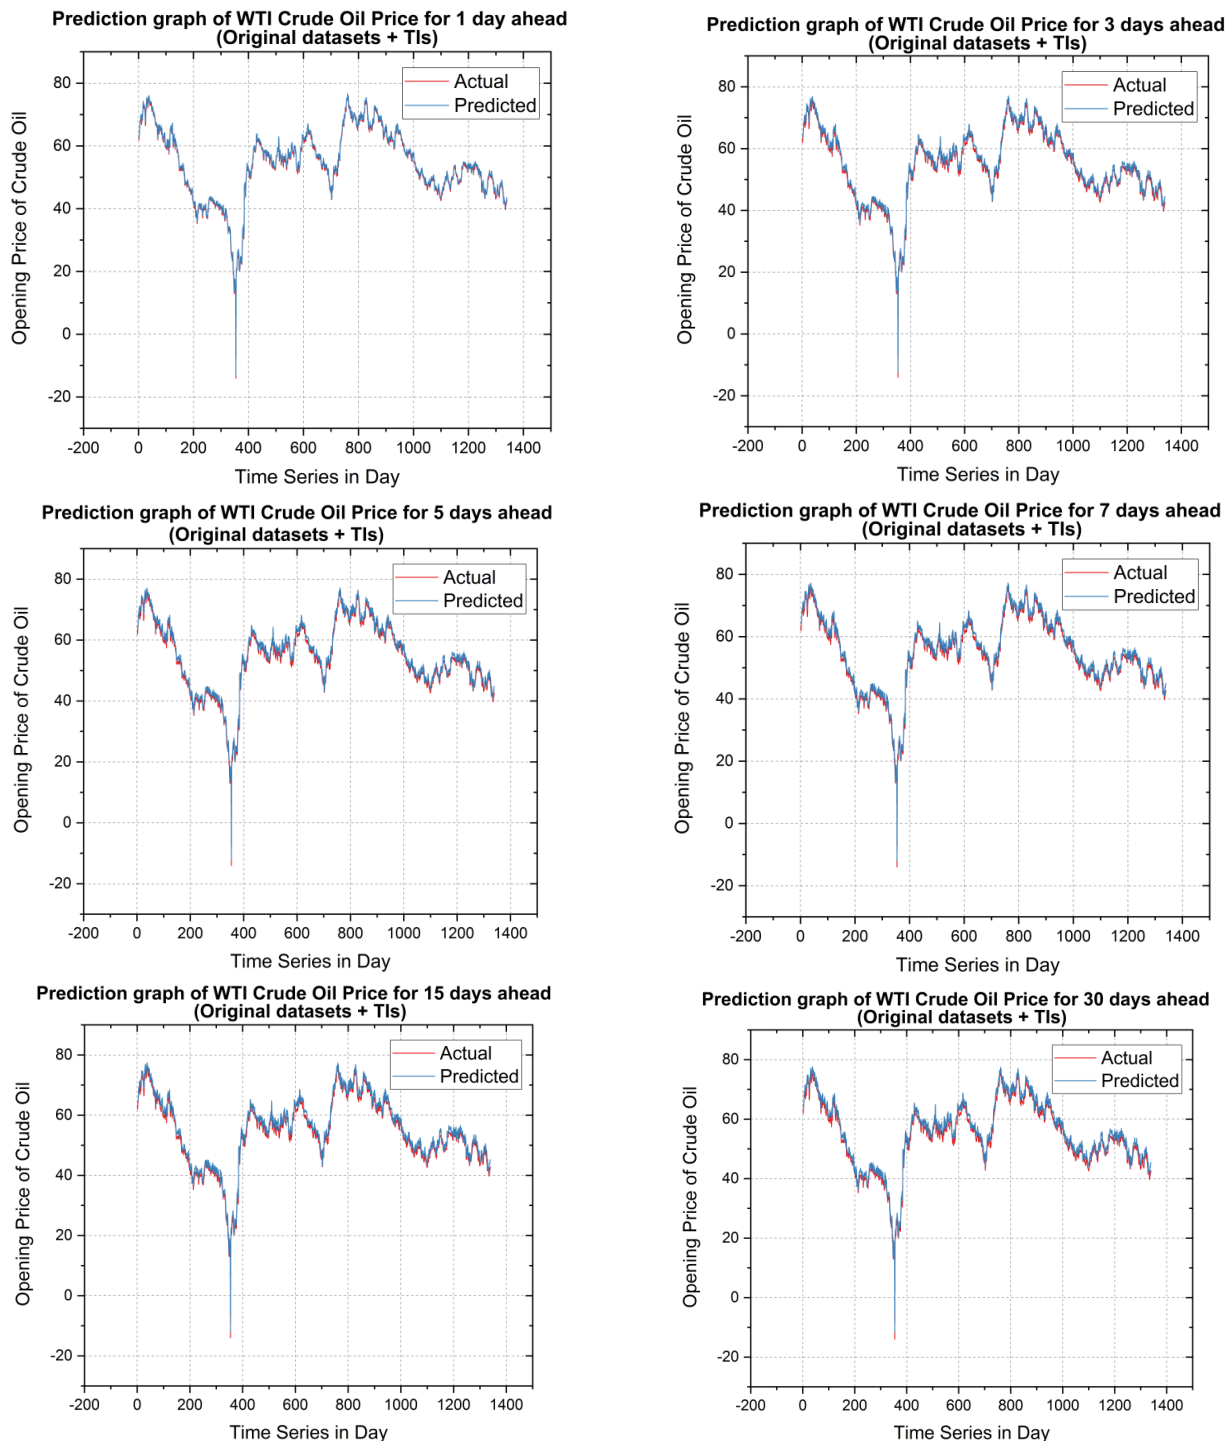 Prediction graph of WTI Crude Oil Price for 1 day ahead
(Original datasets + TIs)
Opening Price of Crude Oil
80
60
40
20
0
-20
Actual
Predicted
-200 0 200 400 600 800 1000 1200 1400
Time Series in Day
Prediction graph of WTI Crude Oil Price for 3 days ahead
(Original datasets + TIs)
Opening Price of Crude Oil
80
60
40
20
0
-20
Actual
Predicted
-200 0 200 400 600 800 1000 1200 1400
Time Series in Day
Prediction graph of WTI Crude Oil Price for 5 days ahead
(Original datasets + TIs)
Opening Price of Crude Oil
80
60
40
20
0
-20
Actual
Predicted
-200 0 200 400 600 800 1000 1200 1400
Time Series in Day
Prediction graph of WTI Crude Oil Price for 7 days ahead
(Original datasets + TIs)
Opening Price of Crude Oil
80
60
40
20
0
-20
Actual
Predicted
-200 0 200 400 600 800 1000 1200 1400
Time Series in Day
Prediction graph of WTI Crude Oil Price for 15 days ahead
(Original datasets + TIs)
Opening Price of Crude Oil
80
60
40
20
0
-20
Actual
Predicted
-200 0 200 400 600 800 1000 1200 1400
Time Series in Day
Prediction graph of WTI Crude Oil Price for 30 days ahead
(Original datasets + TIs)
Opening Price of Crude Oil
80
60
40
20
0
-20
Actual
Predicted
-200 0 200 400 600 800 1000 1200 1400
Time Series in Day